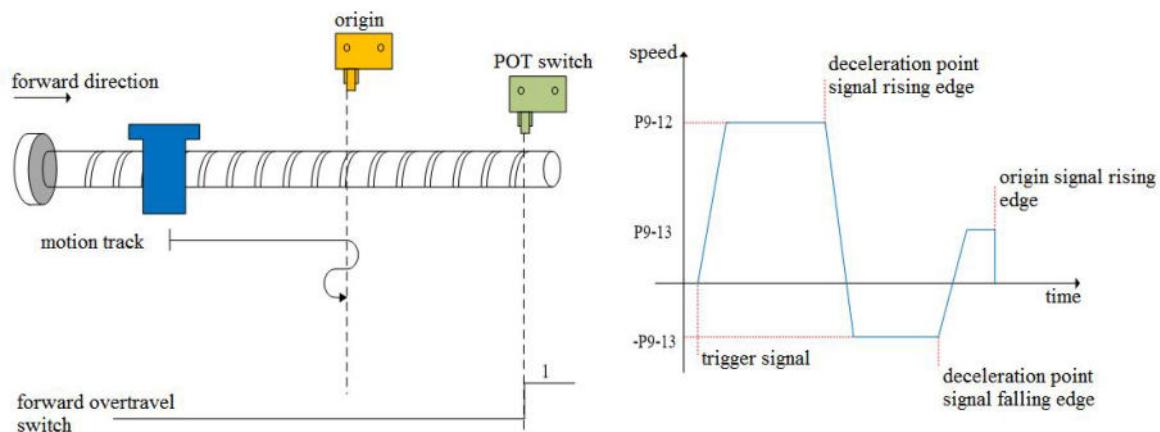 origin
POT switch
forward direction
motion track
1
forward overtravel
switch
speed
deceleration point
signal rising edge
P9-12
origin signal rising
edge
P9-13
time
-P9-13
trigger signal
deceleration point
signal falling edge